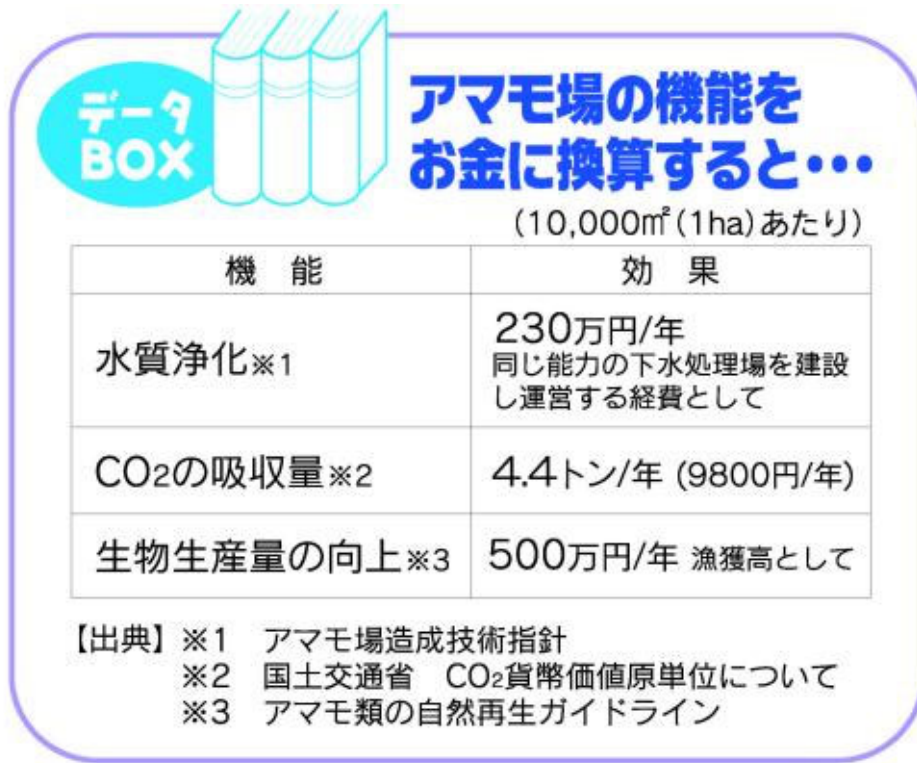 データ
BOX
アマモ場の機能を
お金に換算すると・・・
(10,000㎡(1ha)あたり)
機 能
効 果
水質浄化※1
230万円/年
同じ能力の下水処理場を建設
し運営する経費として
CO2の吸収量※2
4.4トン/年 (9800円/年)
生物生産量の向上※3
500万円/年 漁獲高として
【出典】※1 アマモ場造成技術指針
※2 国土交通省 CO2貨幣価値原単位について
※3 アマモ類の自然再生ガイドライン